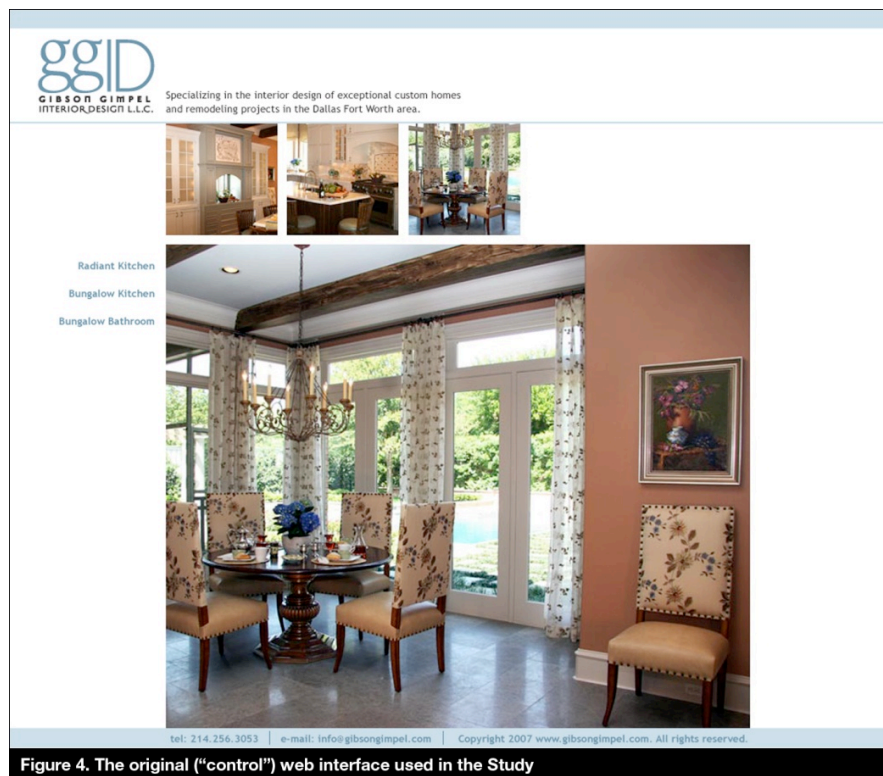 ggID
GIBSON GIMPEL
INTERIOR DESIGN L.L.C.
Specializing in the interior design of exceptional custom homes
and remodeling projects in the Dallas Fort Worth area.
Radiant Kitchen
Bungalow Kitchen
Bungalow Bathroom
tel: 214.256.3053 | e-mail: info@gibsongimpel.com | Copyright 2007 www.gibsongimpel.com. All rights reserved.
Figure 4. The original (“control”) web interface used in the Study